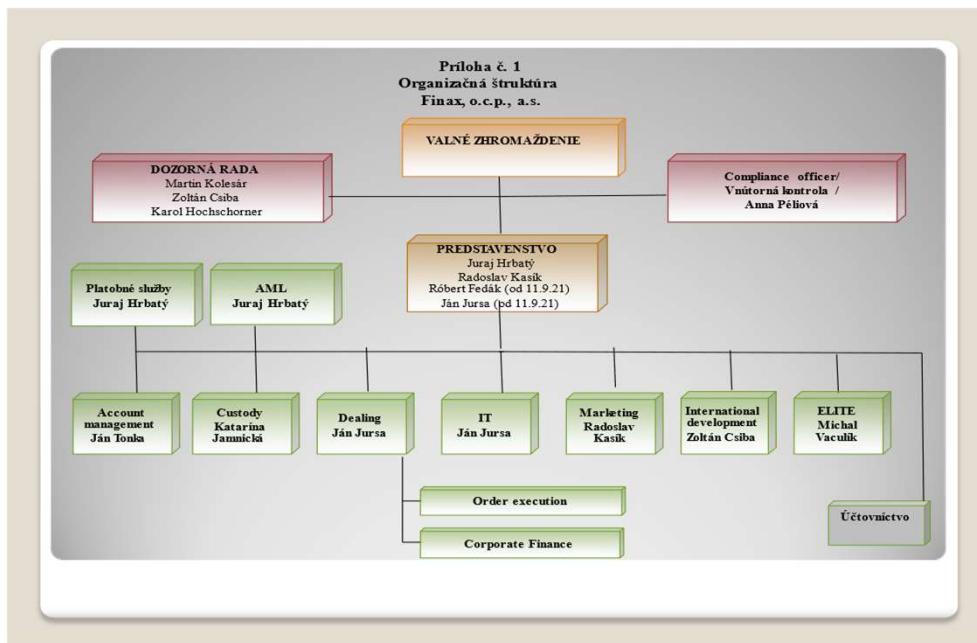 Príloha č. 1
Organizačná štruktúra
Finax, o.c.p., a.s.
VALNÉ ZHROMAŽDENIE
DOZORNÁ RADA
Martin Kolesár
Zoltán Csiba
Karol Hochschorner
Compliance officer/
Vnútorná kontrola /
Anna Péliová
PREDSTAVENSTVO
Juraj Hrbatý
Radoslav Kasík
Róbert Fedák (od 11.9.21)
Ján Jursa (od 11.9.21)
Platobné služby
Juraj Hrbatý
AML
Juraj Hrbatý
Account
management
Ján Tonka
Custody
Katarína
Jamnická
Dealing
Ján Jursa
IT
Ján Jursa
Marketing
Radoslav
Kasík
International
development
Zoltán Csiba
ELITE
Michal
Vaculík
Order execution
Corporate Finance
Účtovníctvo